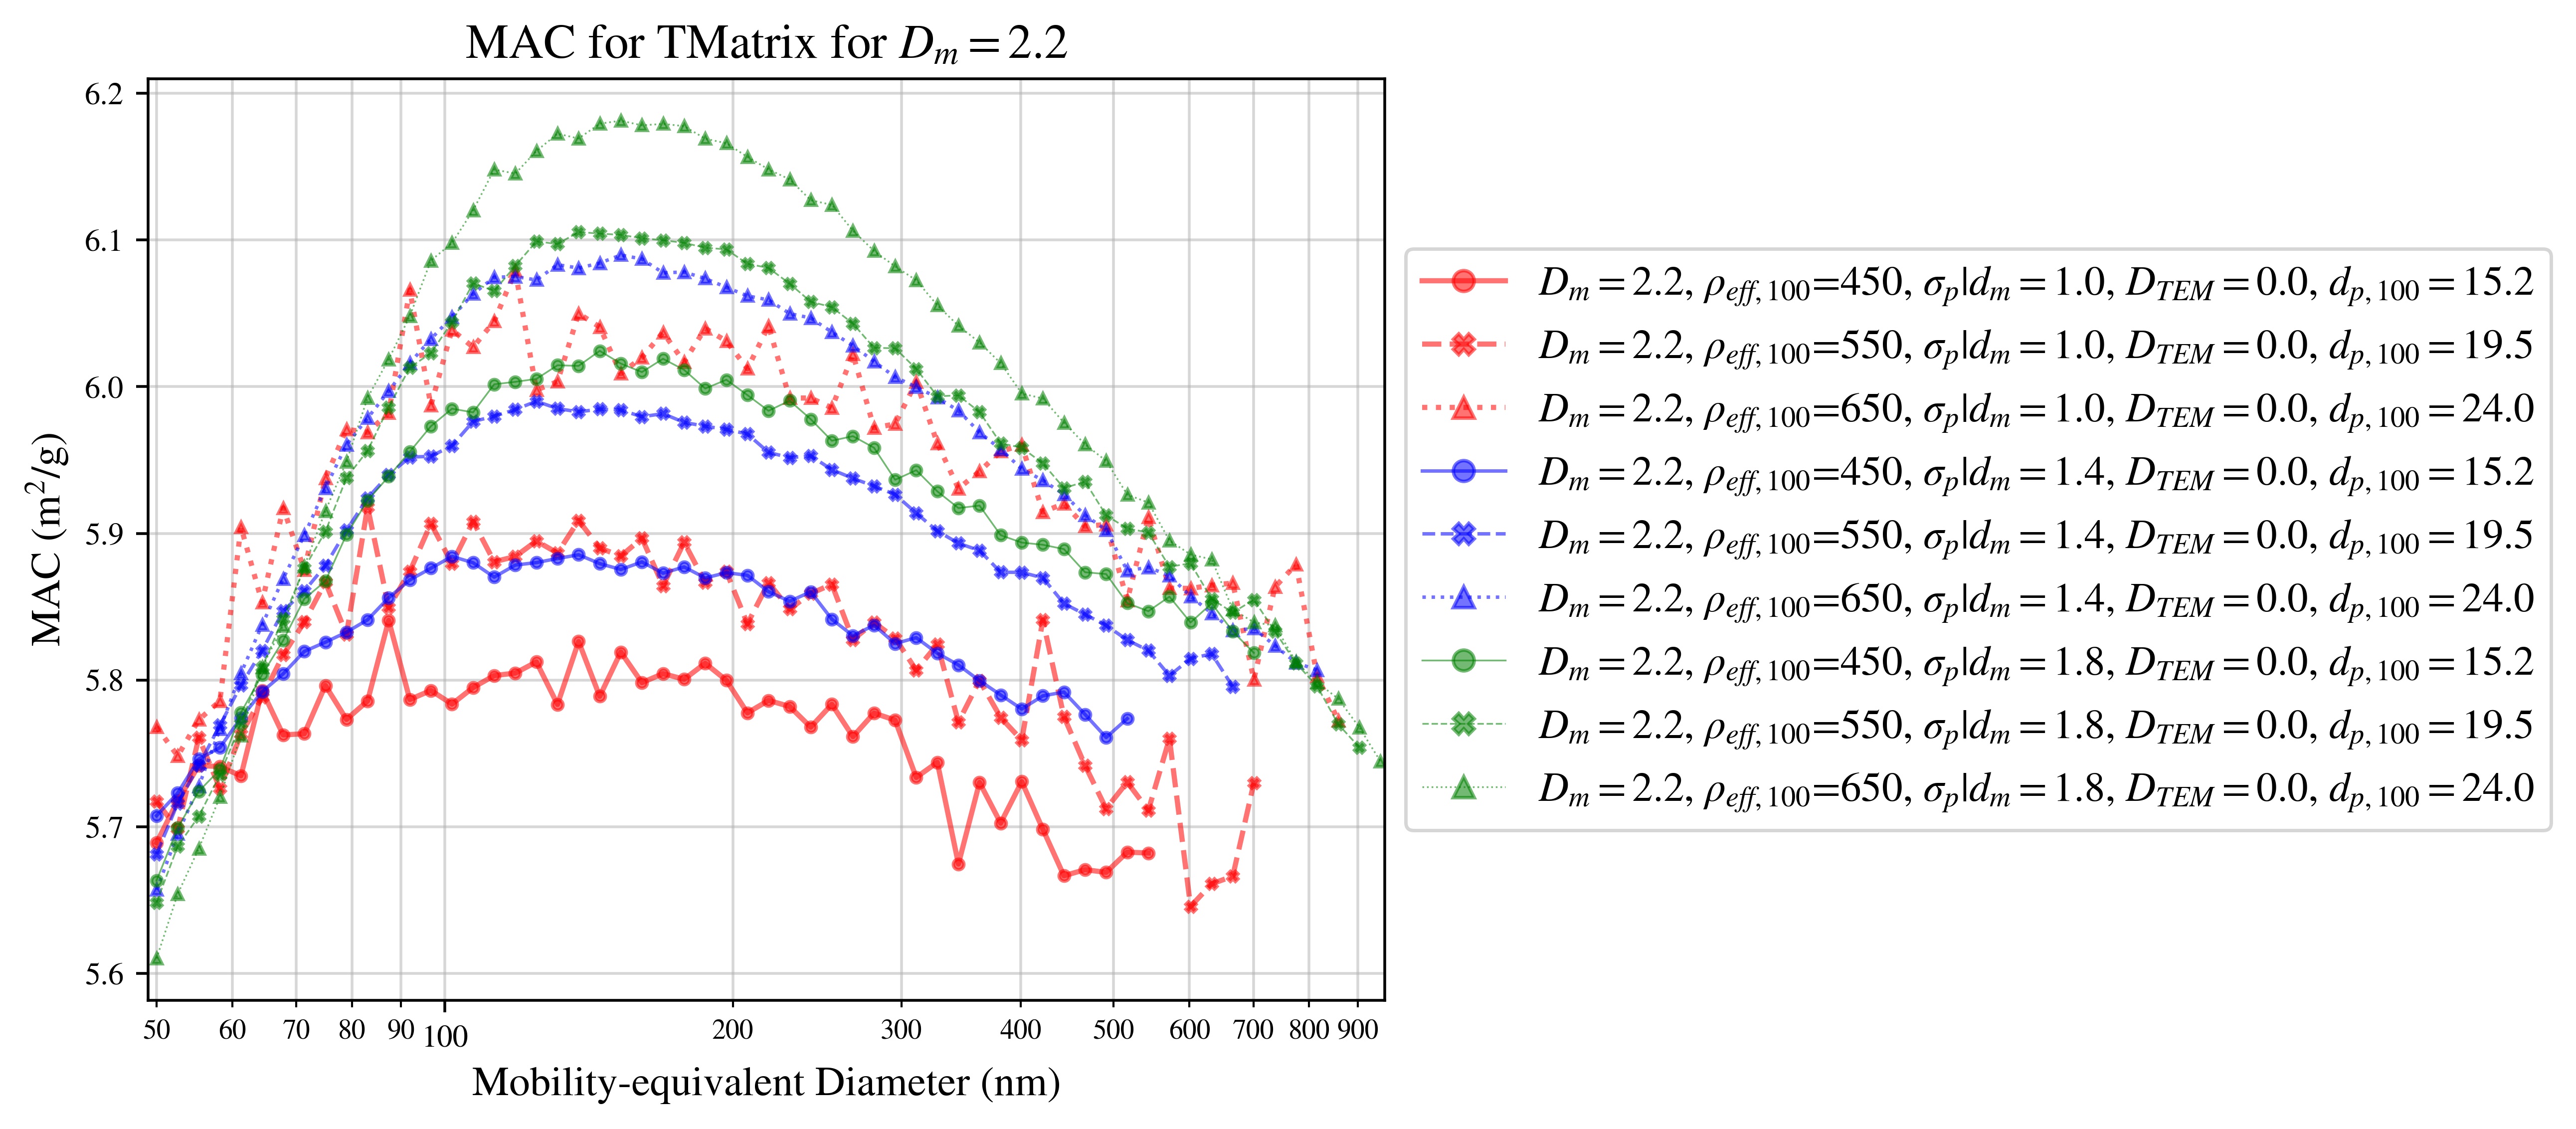 MAC for TMatrix for Dₘ = 2.2
MAC (m²/g)
6.2
6.1
6.0
5.9
5.8
5.7
5.6
50 60 70 80 90 100 200 300 400 500 600 700 800 900
Mobility-equivalent Diameter (nm)
D_m = 2.2, ρ_eff,100=450, σ_p|d_m = 1.0, D_TEM = 0.0, d_p,100 = 15.2
D_m = 2.2, ρ_eff,100=550, σ_p|d_m = 1.0, D_TEM = 0.0, d_p,100 = 19.5
D_m = 2.2, ρ_eff,100=650, σ_p|d_m = 1.0, D_TEM = 0.0, d_p,100 = 24.0
D_m = 2.2, ρ_eff,100=450, σ_p|d_m = 1.4, D_TEM = 0.0, d_p,100 = 15.2
D_m = 2.2, ρ_eff,100=550, σ_p|d_m = 1.4, D_TEM = 0.0, d_p,100 = 19.5
D_m = 2.2, ρ_eff,100=650, σ_p|d_m = 1.4, D_TEM = 0.0, d_p,100 = 24.0
D_m = 2.2, ρ_eff,100=450, σ_p|d_m = 1.8, D_TEM = 0.0, d_p,100 = 15.2
D_m = 2.2, ρ_eff,100=550, σ_p|d_m = 1.8, D_TEM = 0.0, d_p,100 = 19.5
D_m = 2.2, ρ_eff,100=650, σ_p|d_m = 1.8, D_TEM = 0.0, d_p,100 = 24.0